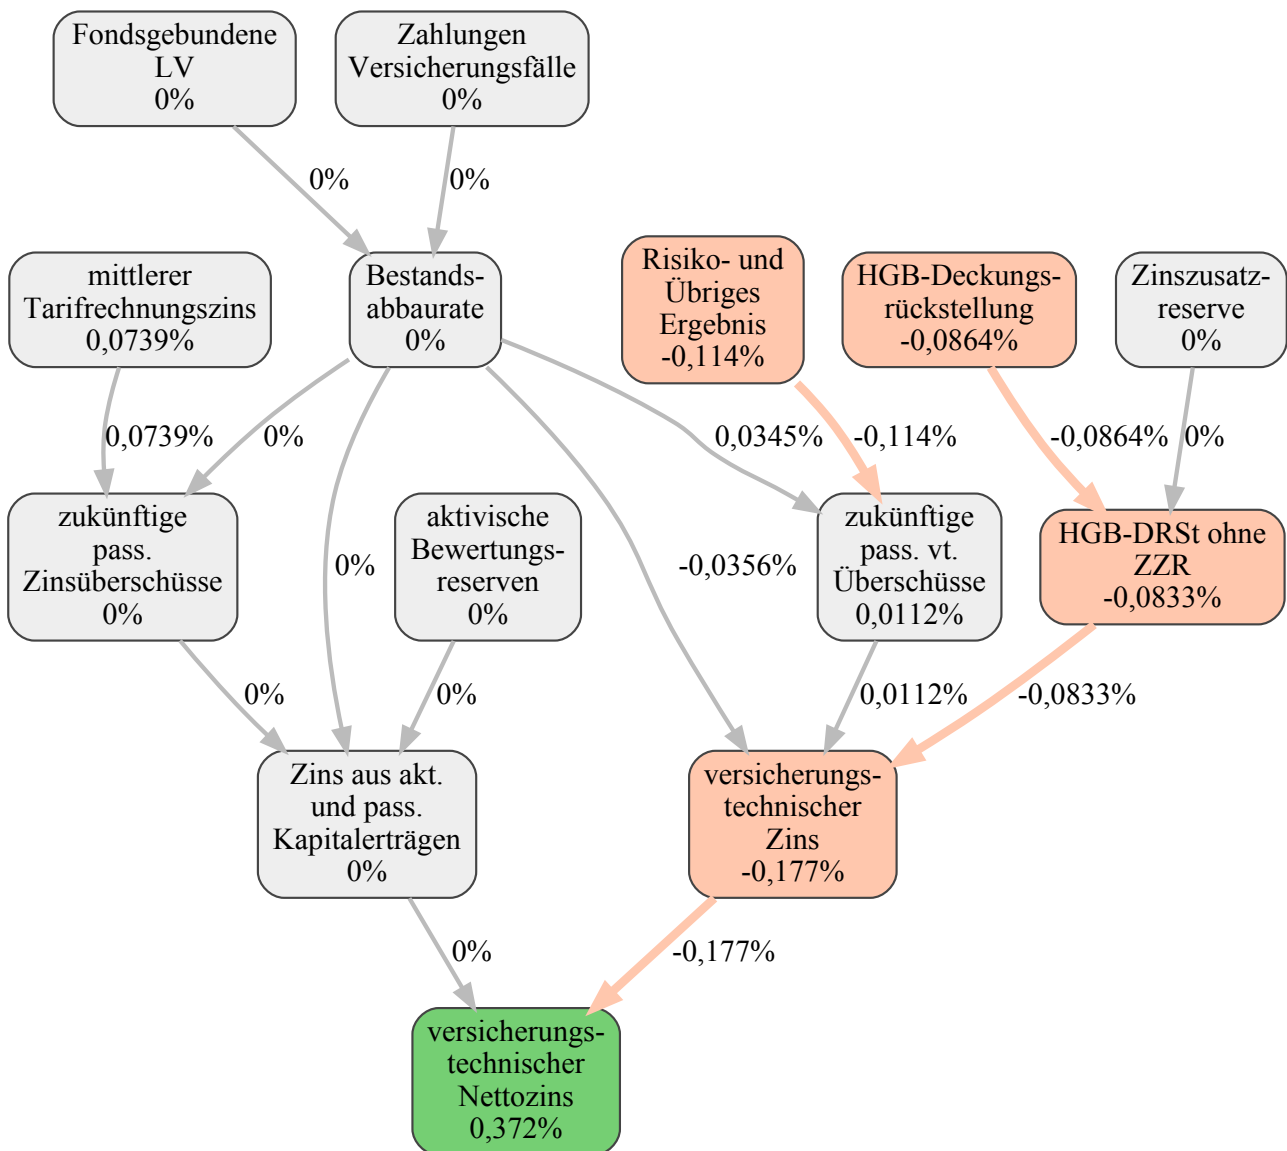 Fondsgebundene
LV
0%
Zahlungen
Versicherungsfälle
0%
0%
0%
mittlerer
Tarifrechnungszins
0,0739%
Bestands-
abbaurate
0%
Risiko- und
Übriges
Ergebnis
-0,114%
HGB-Deckungs-
rückstellung
-0,0864%
Zinszusatz-
reserve
0%
0,0739%
0%
0,0345%
-0,114%
-0,0864%
0%
zukünftige
pass.
Zinsüberschüsse
0%
0%
aktivische
Bewertungs-
reserven
0%
-0,0356%
zukünftige
pass. vt.
Überschüsse
0,0112%
HGB-DRSt ohne
ZZR
-0,0833%
0%
0%
0,0112%
-0,0833%
Zins aus akt.
und pass.
Kapitalerträgen
0%
versicherungs-
technischer
Zins
-0,177%
0%
-0,177%
versicherungs-
technischer
Nettozins
0,372%